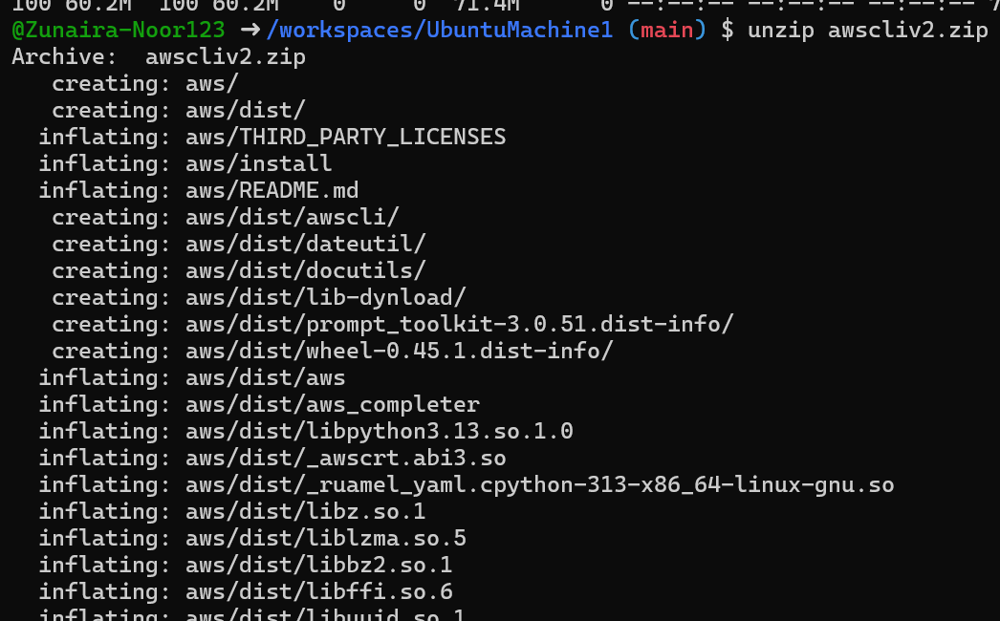 100 60.2M  100 60.2M    0     0  71.4M      0 --:--:-- --:--:-- --:--:--
@Zunaira-Noor123 ➜ /workspaces/UbuntuMachine1 (main) $ unzip awscliv2.zip
Archive:  awscliv2.zip
   creating: aws/
   creating: aws/dist/
  inflating: aws/THIRD_PARTY_LICENSES
  inflating: aws/install
  inflating: aws/README.md
   creating: aws/dist/awscli/
   creating: aws/dist/dateutil/
   creating: aws/dist/docutils/
   creating: aws/dist/lib-dynload/
   creating: aws/dist/prompt_toolkit-3.0.51.dist-info/
   creating: aws/dist/wheel-0.45.1.dist-info/
  inflating: aws/dist/aws
  inflating: aws/dist/aws_completer
  inflating: aws/dist/libpython3.13.so.1.0
  inflating: aws/dist/_awscrt.abi3.so
  inflating: aws/dist/_ruamel_yaml.cpython-313-x86_64-linux-gnu.so
  inflating: aws/dist/libz.so.1
  inflating: aws/dist/liblzma.so.5
  inflating: aws/dist/libbz2.so.1
  inflating: aws/dist/libffi.so.6
  inflating: aws/dist/libuuid.so.1